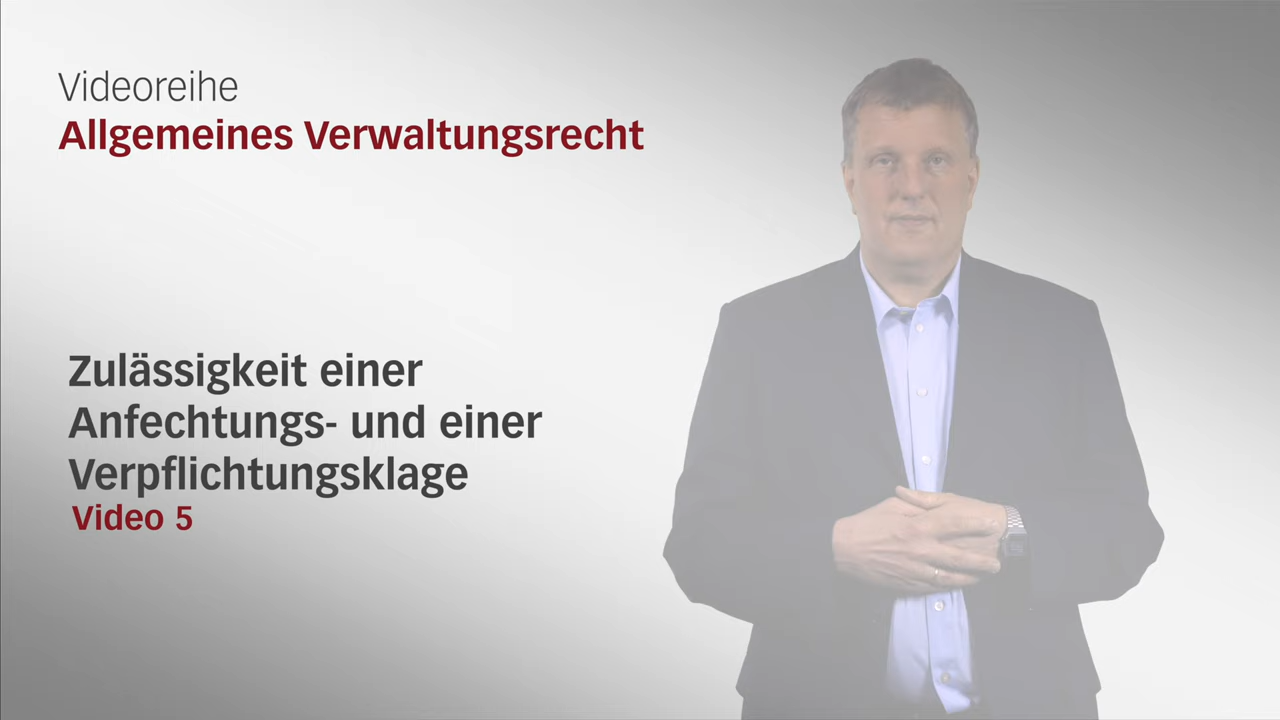 Videoreihe
Allgemeines Verwaltungsrecht
Zulässigkeit einer
Anfechtungs- und einer
Verpflichtungsklage
Video 5